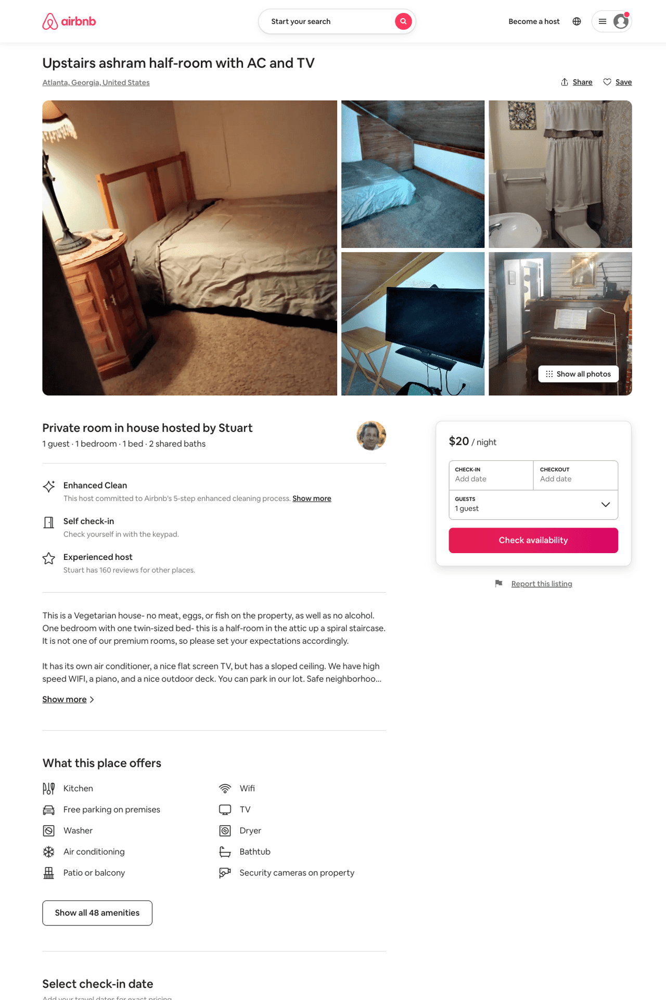 airbnb
Start your search
Become a host
Upstairs ashram half-room with AC and TV
Atlanta, Georgia, United States
Share
Save
Show all photos
Private room in house hosted by Stuart
1 guest · 1 bedroom · 1 bed · 2 shared baths
Enhanced Clean
This host committed to Airbnb's 5-step enhanced cleaning process. Show more
Self check-in
Check yourself in with the keypad.
Experienced host
Stuart has 160 reviews for other places.
$20 / night
CHECK-IN
Add date
CHECKOUT
Add date
GUESTS
1 guest
Check availability
Report this listing
This is a Vegetarian house- no meat, eggs, or fish on the property, as well as no alcohol.
One bedroom with one twin-sized bed- this is a half-room in the attic up a spiral staircase.
It is not one of our premium rooms, so please set your expectations accordingly.
It has its own air conditioner, a nice flat screen TV, but has a sloped ceiling. We have high
speed WIFI, a piano, and a nice outdoor deck. You can park in our lot. Safe neighborhoo...
Show more
What this place offers
Kitchen
Wifi
Free parking on premises
TV
Washer
Dryer
Air conditioning
Bathtub
Patio or balcony
Security cameras on property
Show all 48 amenities
Select check-in date
Add your travel dates for exact pricing